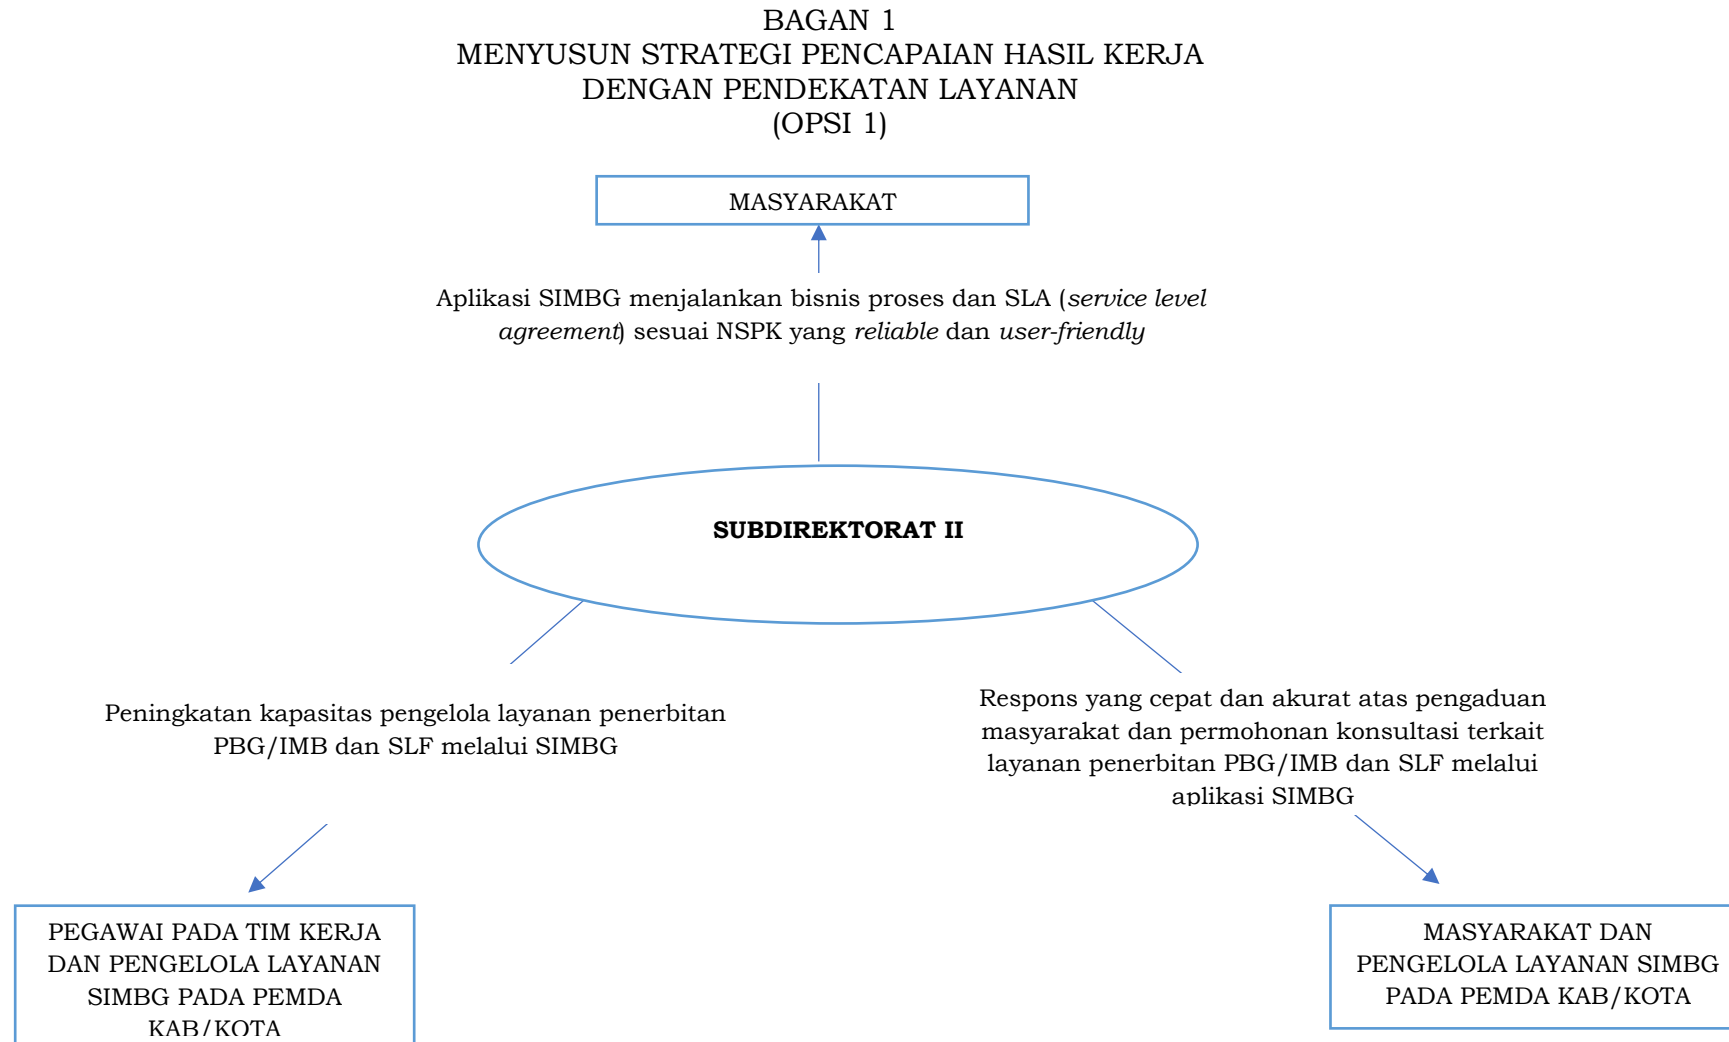 BAGAN 1
MENYUSUN STRATEGI PENCAPAIAN HASIL KERJA
DENGAN PENDEKATAN LAYANAN
(OPSI 1)
MASYARAKAT
Aplikasi SIMBG menjalankan bisnis proses dan SLA (service level
agreement) sesuai NSPK yang reliable dan user-friendly
SUBDIREKTORAT II
Peningkatan kapasitas pengelola layanan penerbitan
PBG/IMB dan SLF melalui SIMBG
Respons yang cepat dan akurat atas pengaduan
masyarakat dan permohonan konsultasi terkait
layanan penerbitan PBG/IMB dan SLF melalui
aplikasi SIMBG
PEGAWAI PADA TIM KERJA
DAN PENGELOLA LAYANAN
SIMBG PADA PEMDA
KAB/KOTA
MASYARAKAT DAN
PENGELOLA LAYANAN SIMBG
PADA PEMDA KAB/KOTA